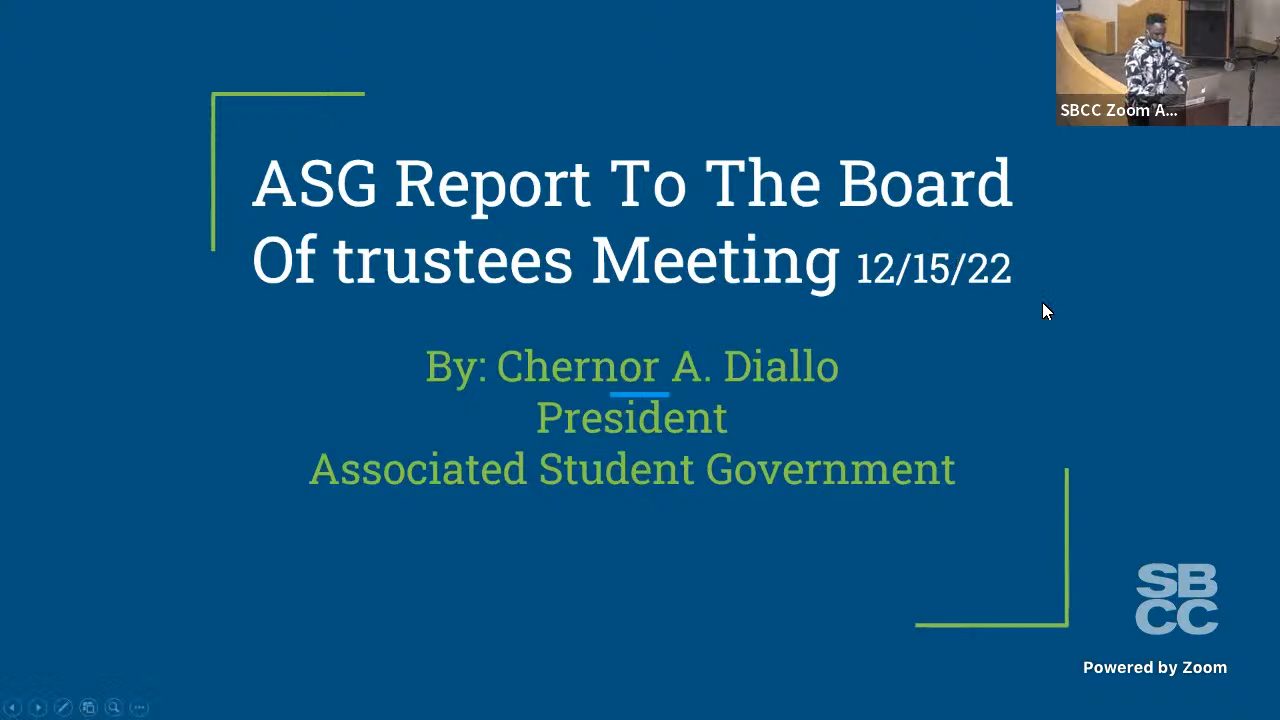 SBCC Zoom A...
ASG Report To The Board
Of trustees Meeting 12/15/22
By: Chernor A. Diallo
President
Associated Student Government
SB
CC
Powered by Zoom